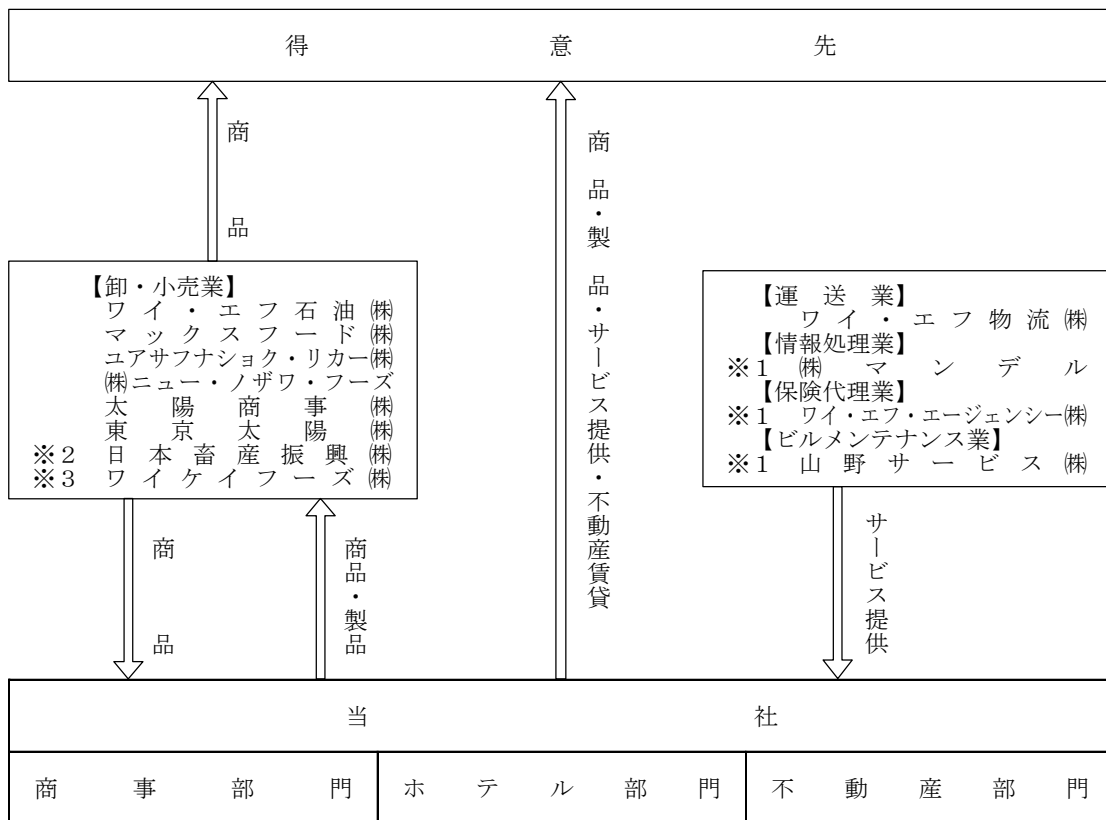 得意先
商品
商品・製品・サービス提供・不動産賃貸
【卸・小売業】
ワイ・エフ石油㈱
マックスフード㈱
ユアサフナショク・リカー㈱
㈱ニュー・ノザワ・フーズ
太陽商事㈱
東京太陽㈱
※2 日本畜産振興㈱
※3 ワイケイフーズ㈱
【運送業】
ワイ・エフ物流㈱
【情報処理業】
※1 ㈱マンデル
【保険代理業】
※1 ワイ・エフ・エージェンシー㈱
【ビルメンテナンス業】
※1 山野サービス㈱
商品
商品・製品
サービス提供
当社
商事部門
ホテル部門
不動産部門